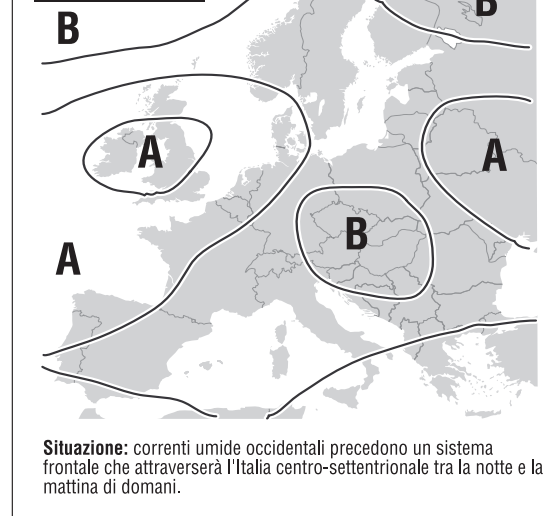 B
B
A
A
B
A
Situazione: correnti umide occidentali precedono un sistema
frontale che attraverserà l'Italia centro-settentrionale tra la notte e la
mattina di domani.